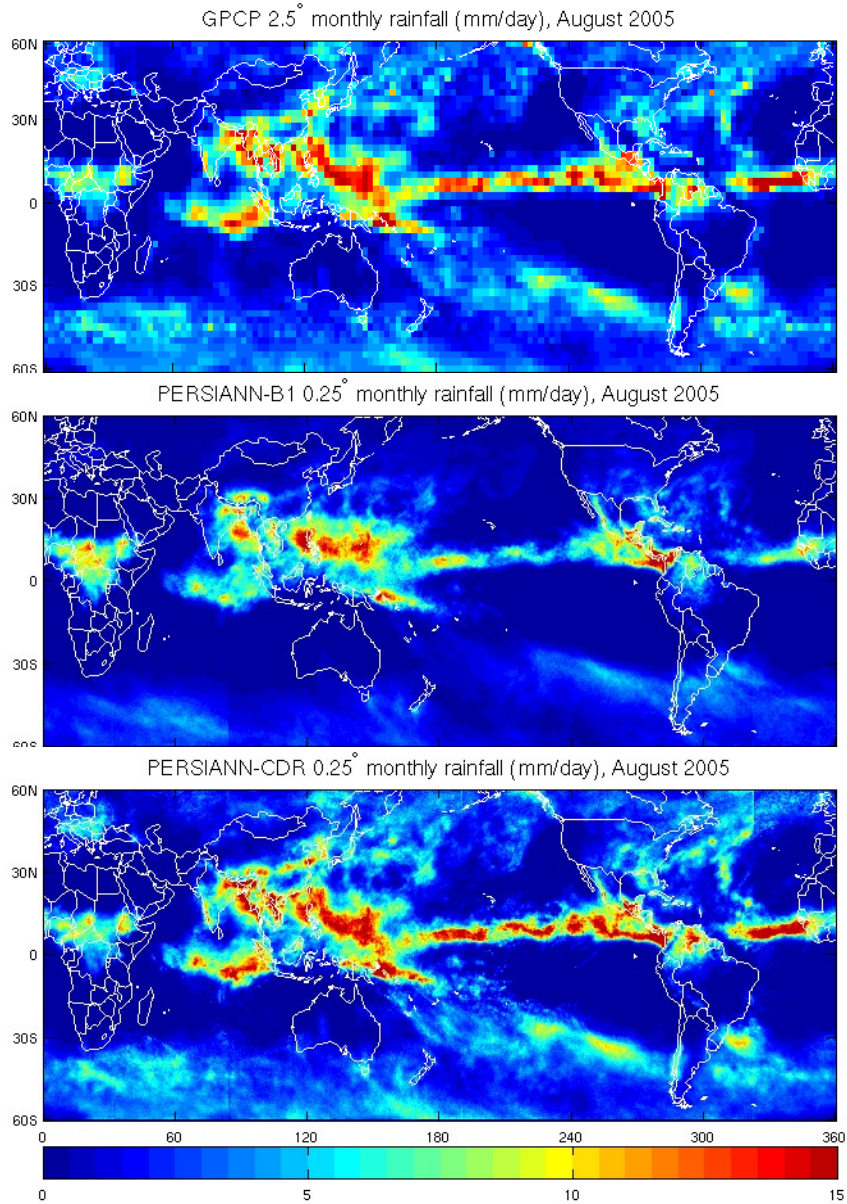 GPCP 2.5° monthly rainfall (mm/day), August 2005
60N
30N
0
30S
60S
PERSIANN-B1 0.25° monthly rainfall (mm/day), August 2005
60N
30N
0
30S
60S
PERSIANN-CDR 0.25° monthly rainfall (mm/day), August 2005
60N
30N
0
30S
60S
0 60 120 180 240 300 360
0 5 10 15